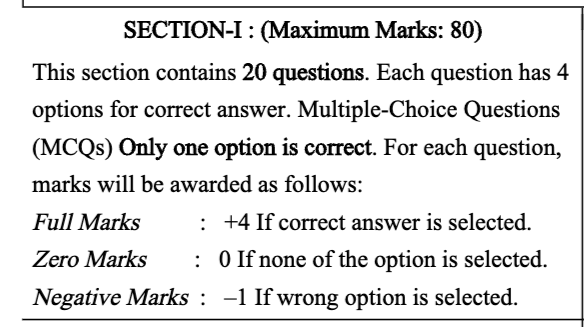 SECTION-I : (Maximum Marks: 80)
This section contains 20 questions. Each question has 4
options for correct answer. Multiple-Choice Questions
(MCQs) Only one option is correct. For each question,
marks will be awarded as follows:
Full Marks : +4 If correct answer is selected.
Zero Marks : 0 If none of the option is selected.
Negative Marks : –1 If wrong option is selected.